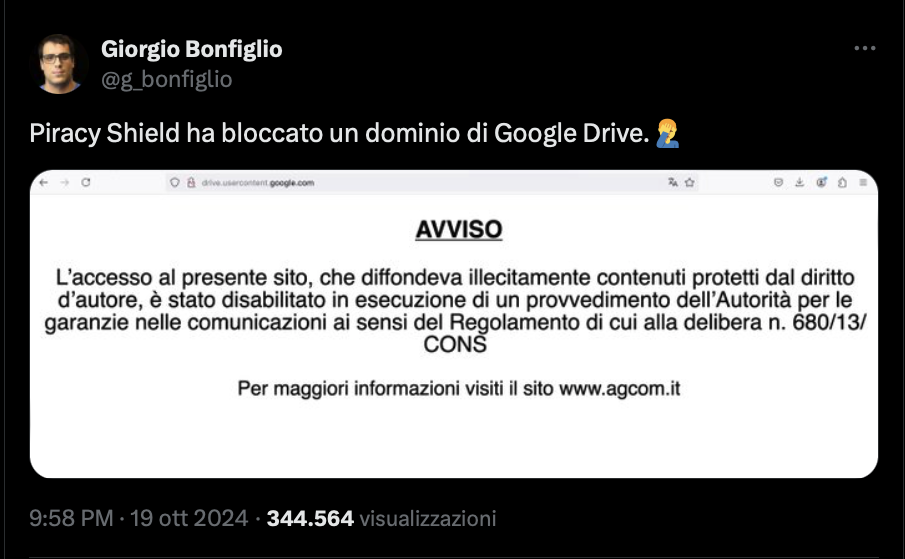 Giorgio Bonfiglio
@g_bonfiglio
Piracy Shield ha bloccato un dominio di Google Drive. 🤦‍♂️
drive.usercontent.google.com
AVVISO
L'accesso al presente sito, che diffondeva illecitamente contenuti protetti dal diritto
d'autore, è stato disabilitato in esecuzione di un provvedimento dell'Autorità per le
garanzie nelle comunicazioni ai sensi del Regolamento di cui alla delibera n. 680/13/
CONS
Per maggiori informazioni visiti il sito www.agcom.it
9:58 PM · 19 ott 2024 · 344.564 visualizzazioni